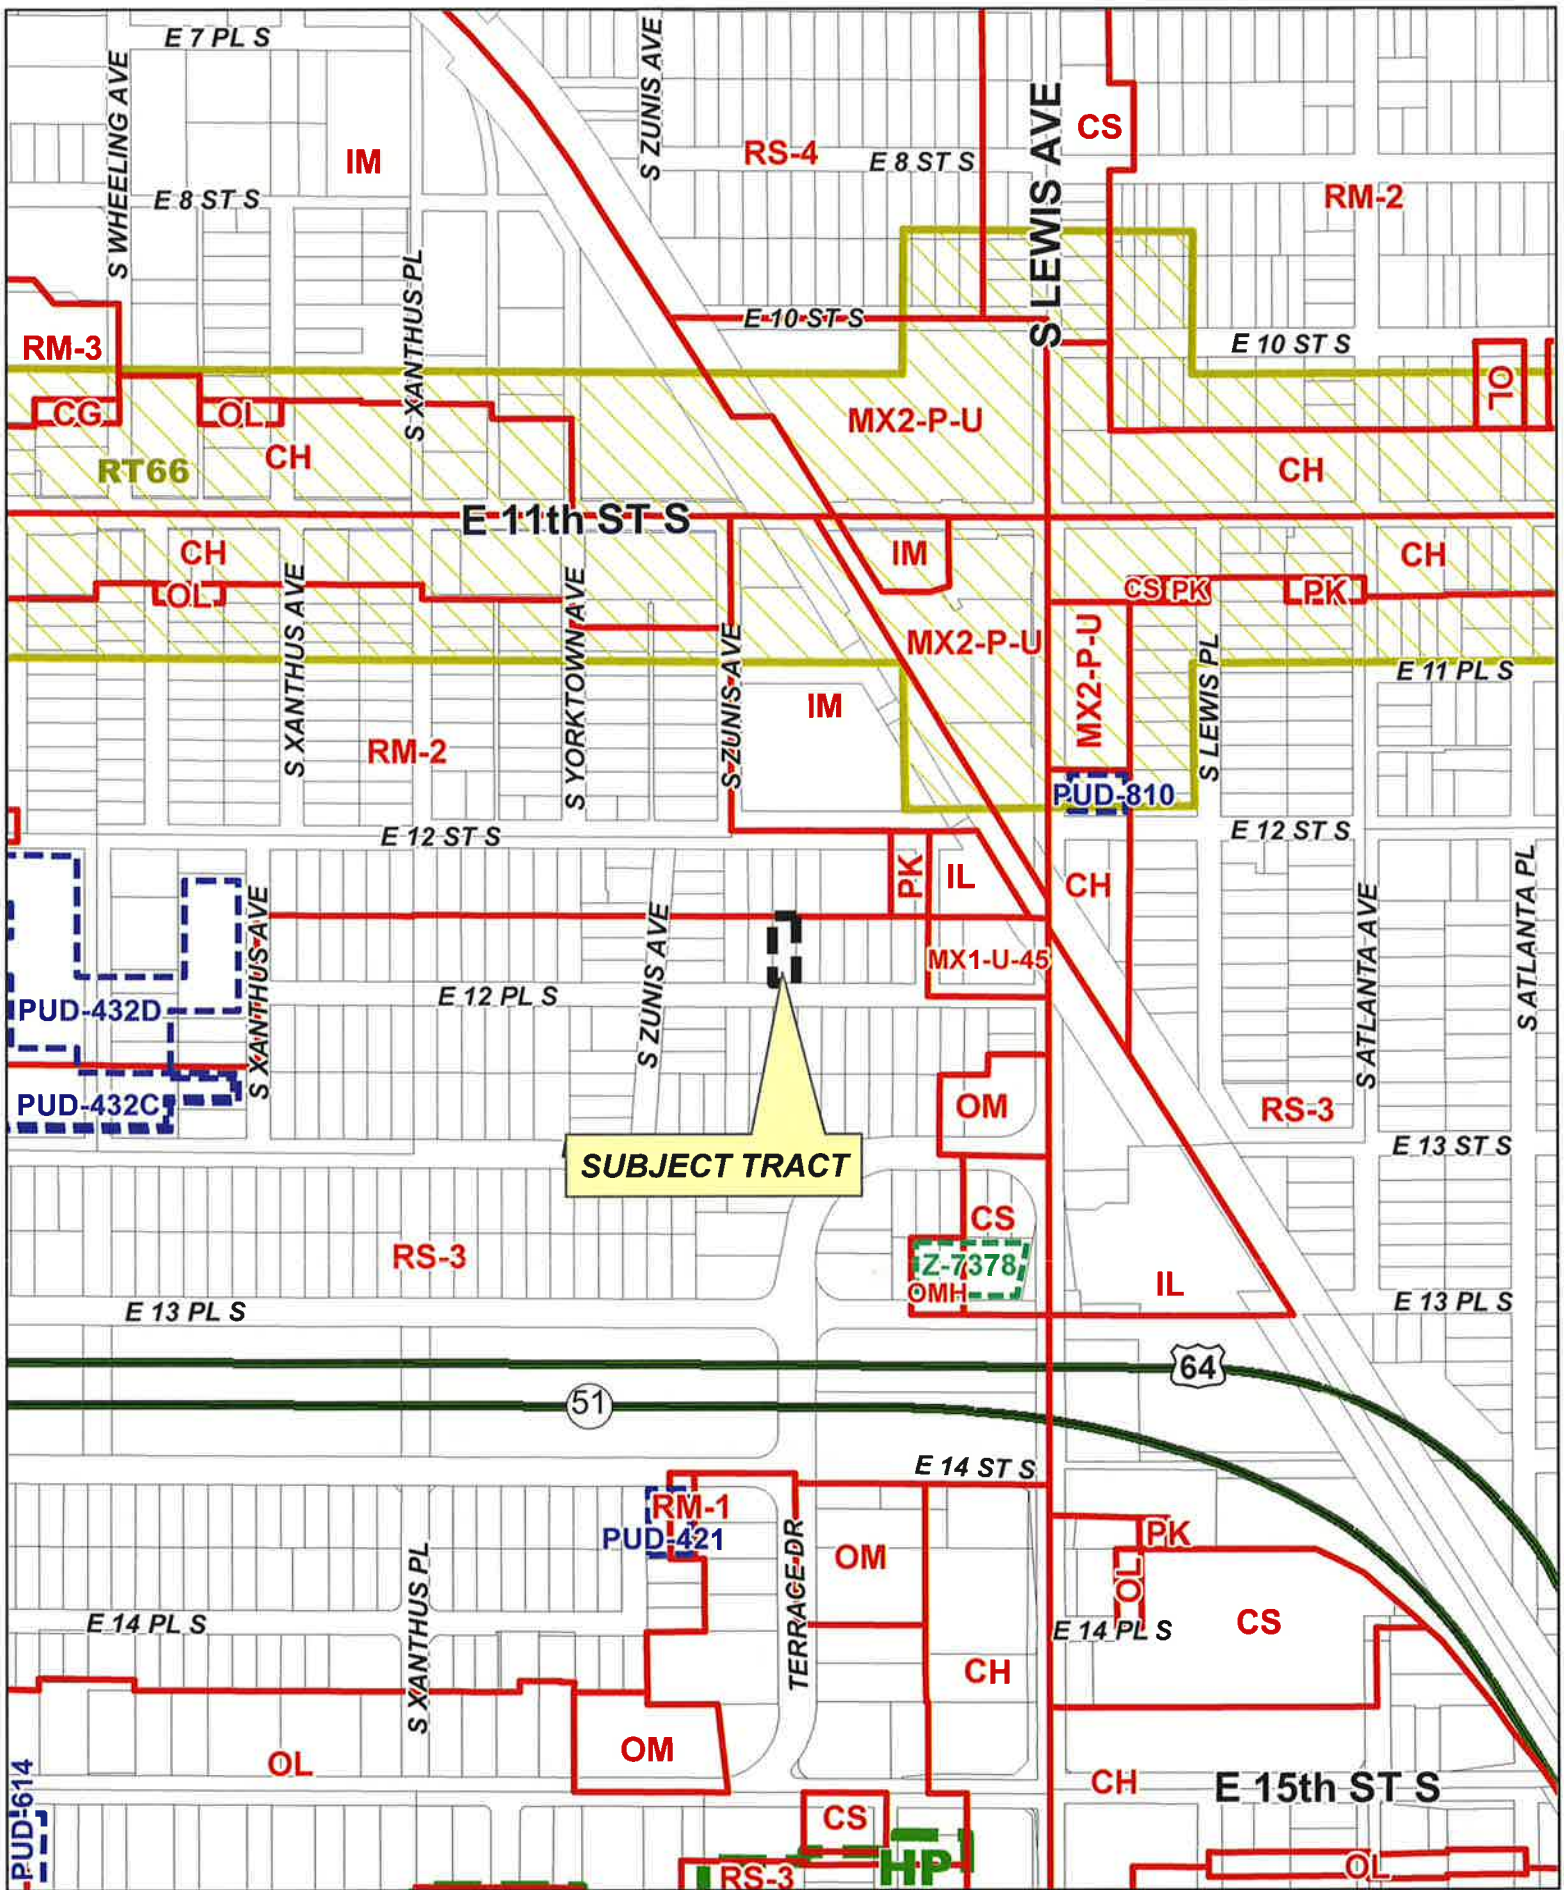 E 7 PL S
S WHEELING AVE
S ZUNIS AVE
S LEWIS AVE
CS
IM
RS-4
E 8 ST S
RM-2
E 8 ST S
S XANTHUS PL
E 10 ST S
E 10 ST S
RM-3
OL
CG
OL
CH
MX2-P-U
CH
RT66
E 11th ST S
CH
IM
CH
OL
S XANTHUS AVE
S YORKTOWN AVE
S ZUNIS AVE
CS
PK
PK
MX2-P-U
MX2-P-U
S LEWIS PL
E 11 PL S
IM
RM-2
PUD-810
E 12 ST S
E 12 ST S
PK
IL
CH
S XANTHUS AVE
S ZUNIS AVE
S ATLANTA AVE
S ATLANTA PL
MX1-U-45
E 12 PL S
PUD-432D
PUD-432C
OM
RS-3
E 13 ST S
SUBJECT TRACT
CS
RS-3
Z-7378
OMH
IL
E 13 PL S
E 13 PL S
64
51
E 14 ST S
RM-1
PUD-421
TERRACE DR
OM
PK
OL
S XANTHUS PL
E 14 PL S
E 14 PL S
CS
CH
OL
OM
CH
E 15th ST S
PUD-614
CS
HP
RS-3
OL